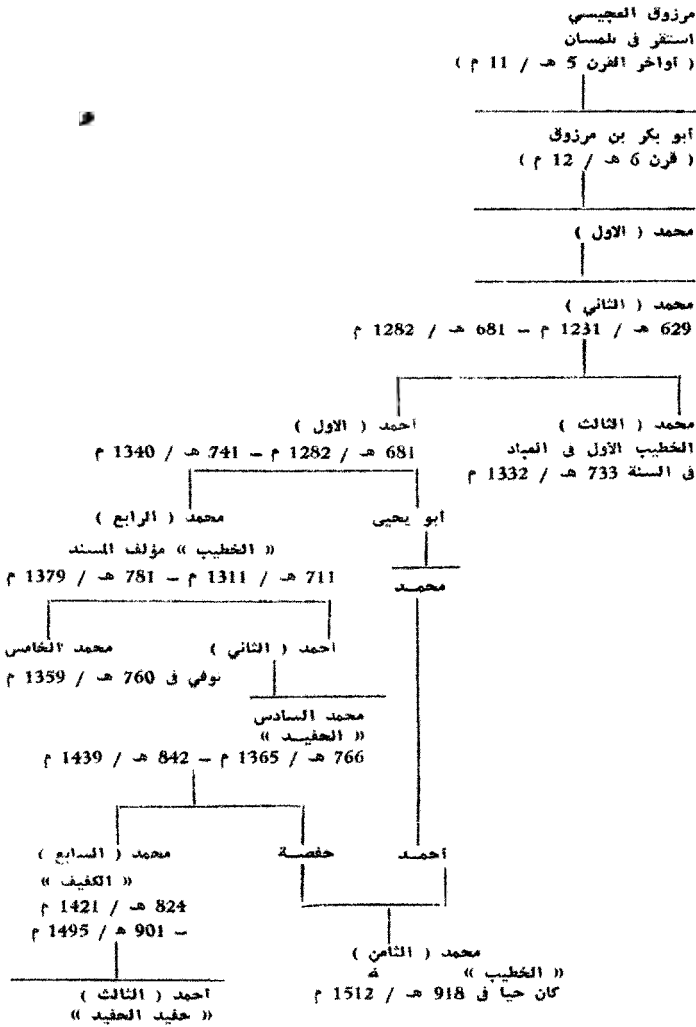 مرزوق العجيسي
استقر في تلمسان
( أواخر القرن 5 هـ / 11 م )
أبو بكر بن مرزوق
( قرن 6 هـ / 12 م )
محمد ( الاول )
محمد ( الثاني )
629 هـ / 1231 م – 681 هـ / 1282 م
محمد ( الثالث )
الخطيب الأول في العباد
في السنة 733 هـ / 1332 م
أحمد ( الاول )
681 هـ / 1282 م – 741 هـ / 1340 م
أبو يحيى
محمد ( الرابع )
« الخطيب » مؤلف المسند
711 هـ / 1311 م – 781 هـ / 1379 م
محمـد
احمد ( الثاني )
محمد الخامس
توفي في 760 هـ / 1359 م
محمد السادس
« الحفيـد »
766 هـ / 1365 م – 842 هـ / 1439 م
أحمـد
حفصـة
محمد ( السابع )
« الكفيف »
824 هـ / 1421 م
– 901 هـ / 1495 م
محمد ( الثامن )
« الخطيب »
كان حيا في 918 هـ / 1512 م
أحمد ( الثالث )
« حفيد الحفيد »